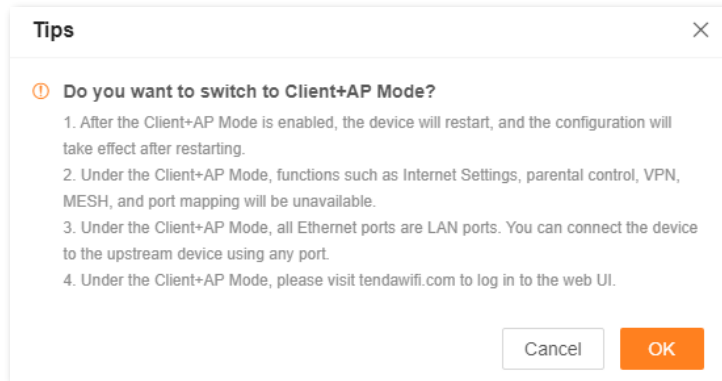 Tips
Do you want to switch to Client+AP Mode?
1. After the Client+AP Mode is enabled, the device will restart, and the configuration will
take effect after restarting.
2. Under the Client+AP Mode, functions such as Internet Settings, parental control, VPN,
MESH, and port mapping will be unavailable.
3. Under the Client+AP Mode, all Ethernet ports are LAN ports. You can connect the device
to the upstream device using any port.
4. Under the Client+AP Mode, please visit tendawifi.com to log in to the web UI.
Cancel
OK